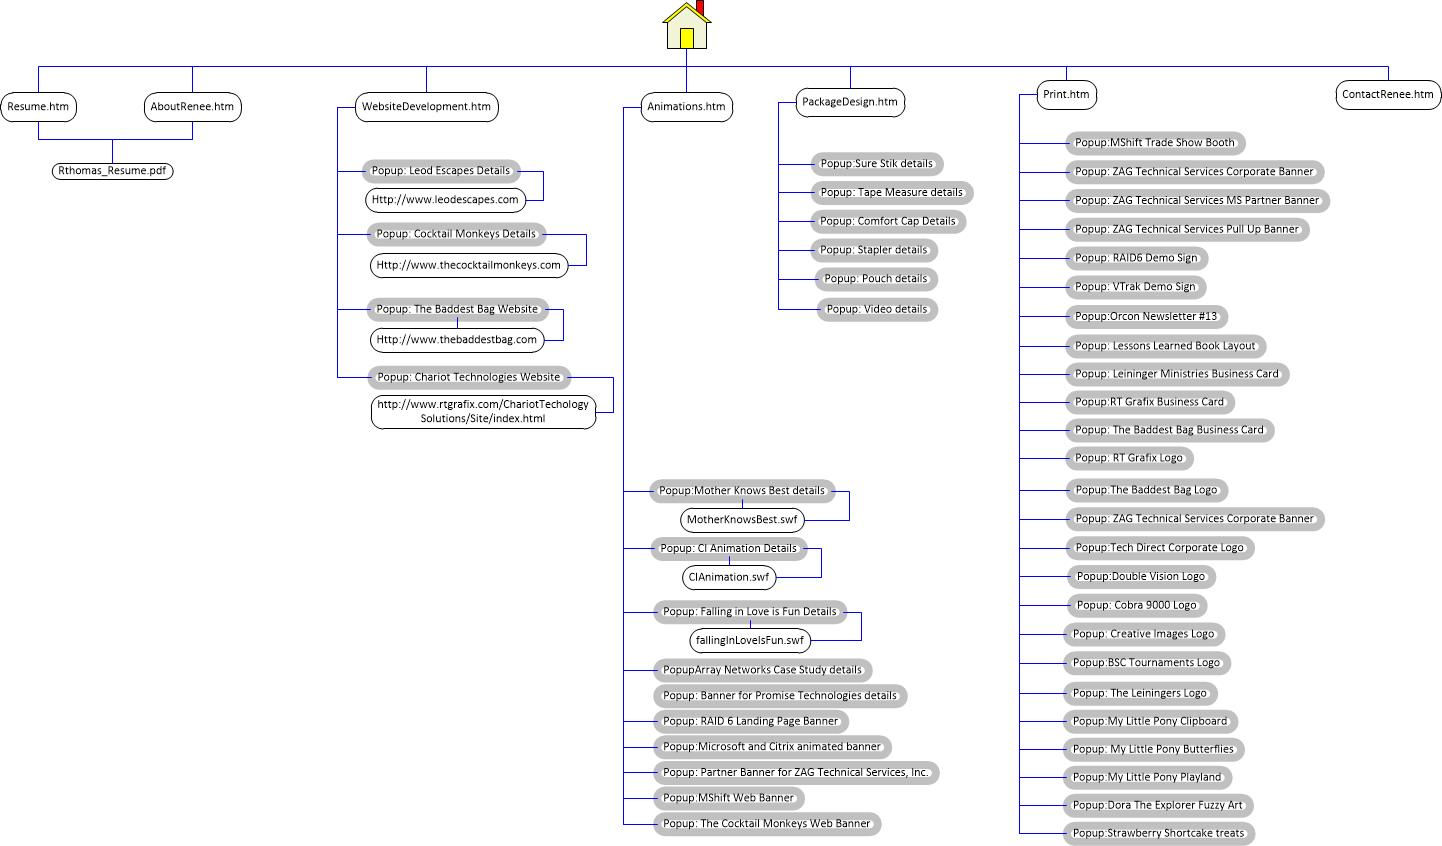 Resume.htm
AboutRenee.htm
Rthomas_Resume.pdf
WebsiteDevelopment.htm
Popup: Leod Escapes Details
Http://www.leodescapes.com
Popup: Cocktail Monkeys Details
Http://www.thecocktailmonkeys.com
Popup: The Baddest Bag Website
Http://www.thebaddestbag.com
Popup: Chariot Technologies Website
http://www.rtgrafix.com/ChariotTechology
Solutions/Site/index.html
Animations.htm
Popup:Mother Knows Best details
MotherKnowsBest.swf
Popup: CI Animation Details
CIAnimation.swf
Popup: Falling in Love is Fun Details
fallingInLoveIsFun.swf
PopupArray Networks Case Study details
Popup: Banner for Promise Technologies details
Popup: RAID 6 Landing Page Banner
Popup:Microsoft and Citrix animated banner
Popup: Partner Banner for ZAG Technical Services, Inc.
Popup:MShift Web Banner
Popup: The Cocktail Monkeys Web Banner
PackageDesign.htm
Popup:Sure Stik details
Popup: Tape Measure details
Popup: Comfort Cap Details
Popup: Stapler details
Popup: Pouch details
Popup: Video details
Print.htm
Popup:MShift Trade Show Booth
Popup: ZAG Technical Services Corporate Banner
Popup: ZAG Technical Services MS Partner Banner
Popup: ZAG Technical Services Pull Up Banner
Popup: RAID6 Demo Sign
Popup: VTrak Demo Sign
Popup:Orcon Newsletter #13
Popup: Lessons Learned Book Layout
Popup: Leininger Ministries Business Card
Popup:RT Grafix Business Card
Popup: The Baddest Bag Business Card
Popup: RT Grafix Logo
Popup:The Baddest Bag Logo
Popup: ZAG Technical Services Corporate Banner
Popup:Tech Direct Corporate Logo
Popup:Double Vision Logo
Popup: Cobra 9000 Logo
Popup: Creative Images Logo
Popup:BSC Tournaments Logo
Popup: The Leiningers Logo
Popup:My Little Pony Clipboard
Popup: My Little Pony Butterflies
Popup:My Little Pony Playland
Popup:Dora The Explorer Fuzzy Art
Popup:Strawberry Shortcake treats
ContactRenee.htm